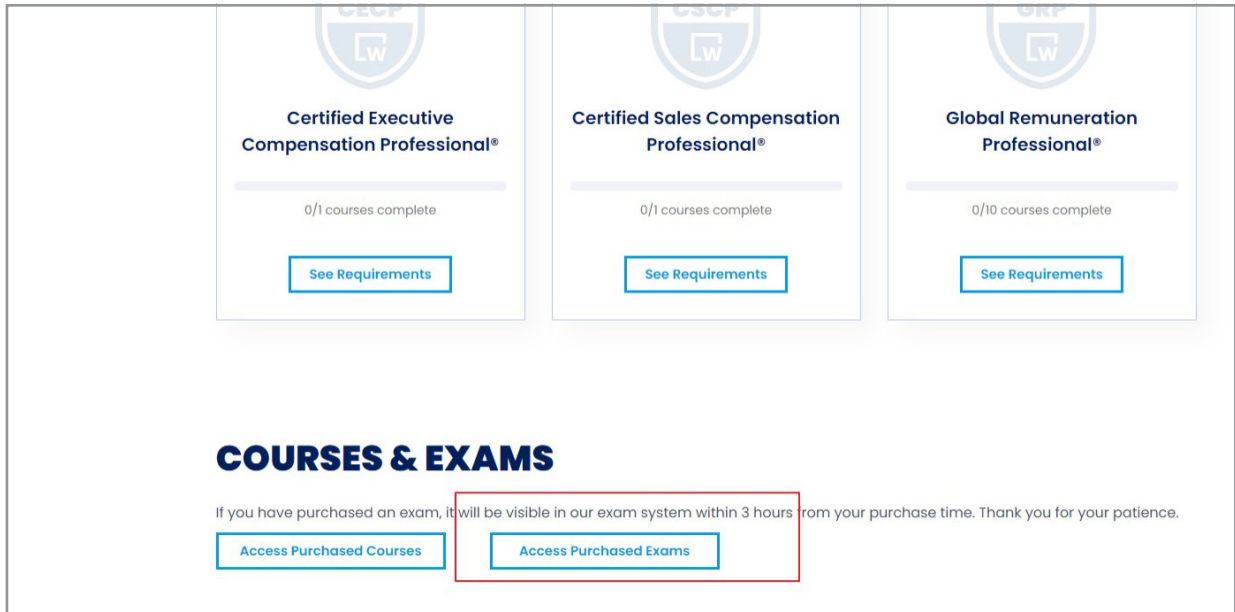 CECP
CSCP
GRP
W
W
W
Certified Executive
Compensation Professional®
Certified Sales Compensation
Professional®
Global Remuneration
Professional®
0/1 courses complete
0/1 courses complete
0/10 courses complete
See Requirements
See Requirements
See Requirements
COURSES & EXAMS
If you have purchased an exam, it will be visible in our exam system within 3 hours from your purchase time. Thank you for your patience.
Access Purchased Courses
Access Purchased Exams